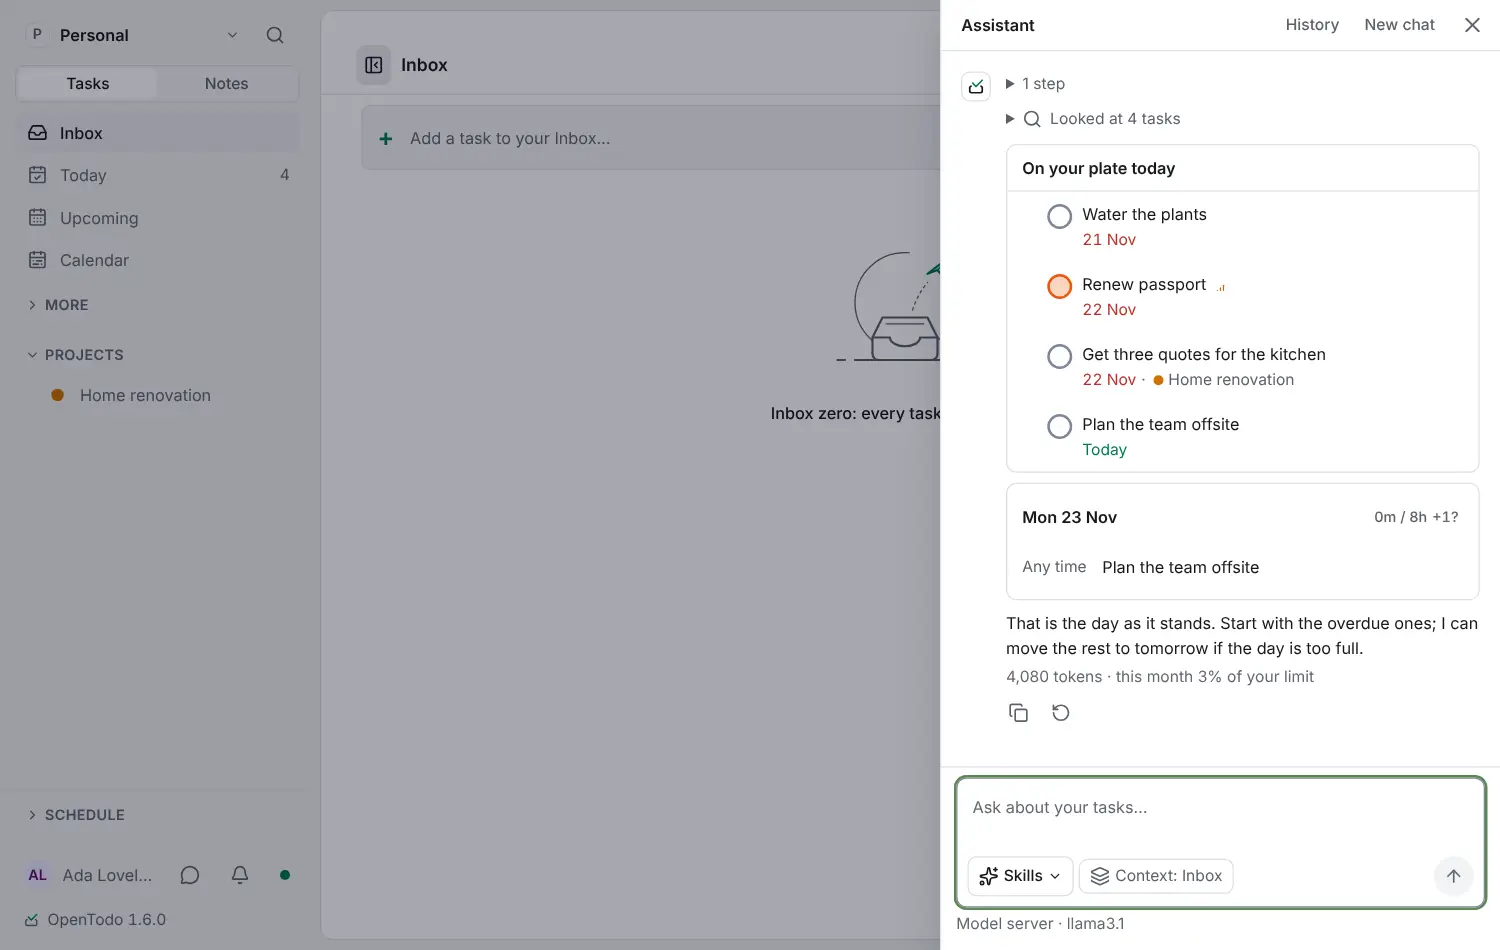 P Personal
Tasks Notes
Inbox
Today 4
Upcoming
Calendar
MORE
PROJECTS
Home renovation
SCHEDULE
AL Ada Lovel...
OpenTodo 1.6.0
Inbox
Add a task to your Inbox...
Inbox zero: every task
Assistant History New chat
1 step
Looked at 4 tasks
On your plate today
Water the plants
21 Nov
Renew passport
22 Nov
Get three quotes for the kitchen
22 Nov · Home renovation
Plan the team offsite
Today
Mon 23 Nov 0m / 8h +1?
Any time Plan the team offsite
That is the day as it stands. Start with the overdue ones; I can
move the rest to tomorrow if the day is too full.
4,080 tokens · this month 3% of your limit
Ask about your tasks...
Skills Context: Inbox
Model server · llama3.1